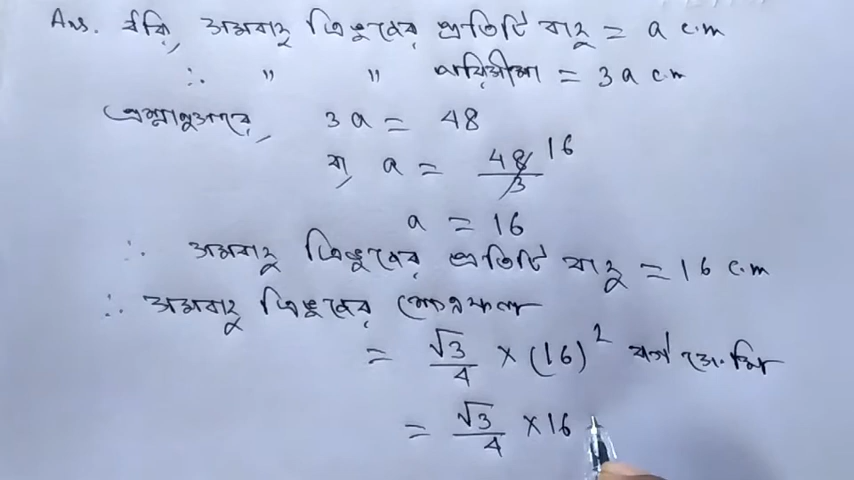 Ans. ধরি, সমবাহু ত্রিভুজের প্রতিটি বাহু = a c.m
∴ " " পরিসীমা = 3a c.m
প্রশ্নানুসারে, 3a = 48
বা, a = 48/3 16
a = 16
∴ সমবাহু ত্রিভুজের প্রতিটি বাহু = 16 c.m
∴ সমবাহু ত্রিভুজের ক্ষেত্রফল
= √3/4 × (16)² বর্গ সে.মি
= √3/4 × 16